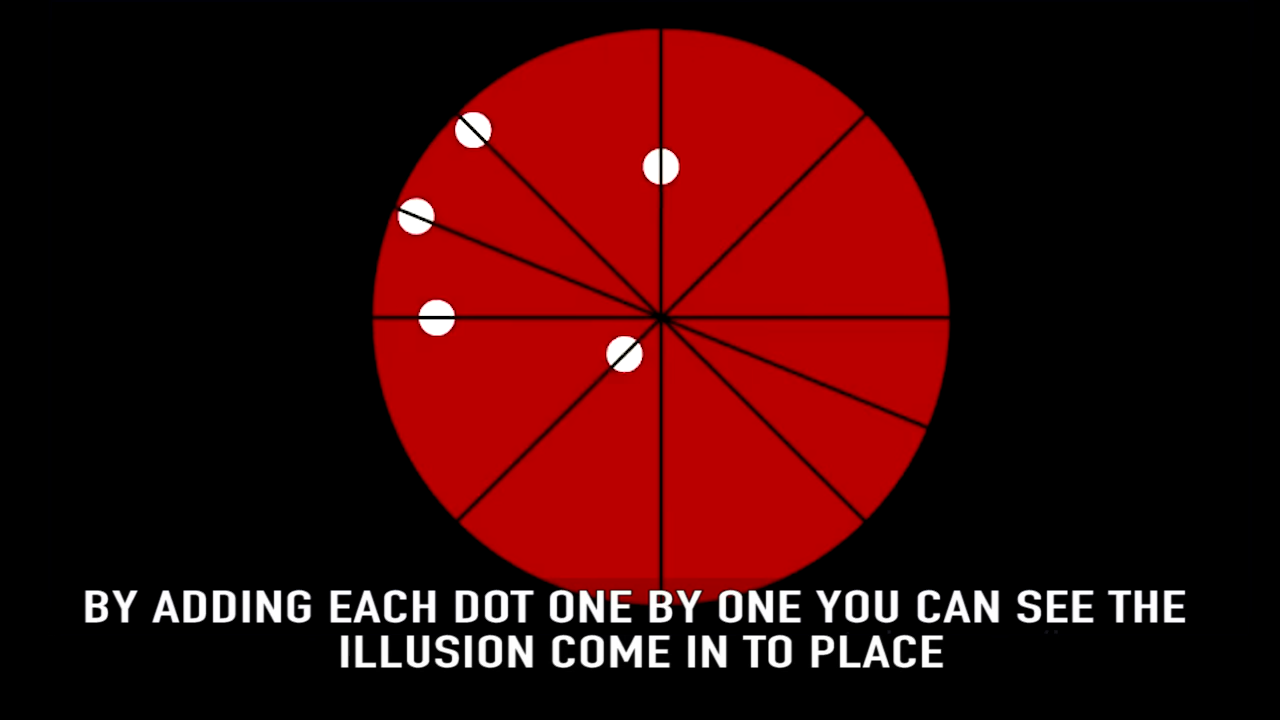 BY ADDING EACH DOT ONE BY ONE YOU CAN SEE THE
ILLUSION COME IN TO PLACE